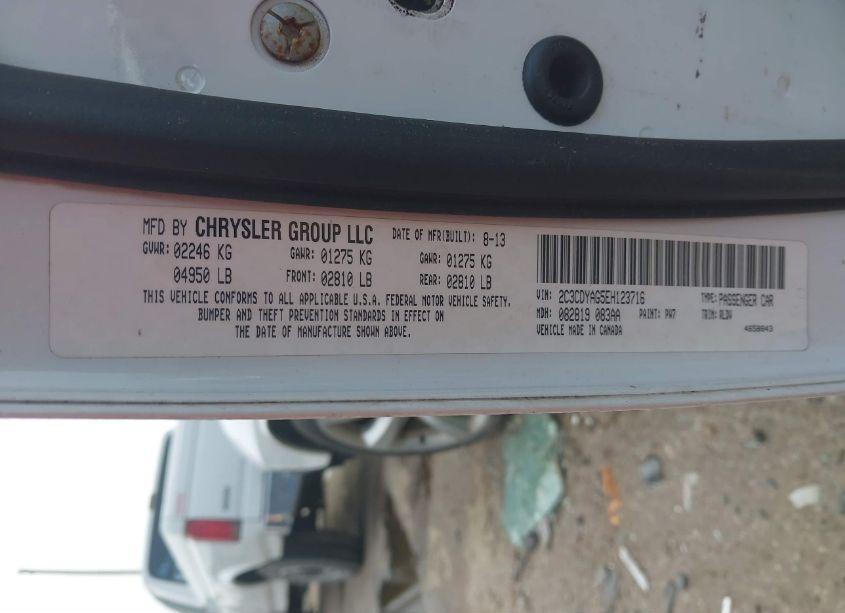 MFD BY CHRYSLER GROUP LLC DATE OF MFR(BUILT): 8-13
GVWR: 02246 KG GAWR: 01275 KG GAWR: 01275 KG
04950 LB FRONT: 02810 LB REAR: 02810 LB
THIS VEHICLE CONFORMS TO ALL APPLICABLE U.S.A. FEDERAL MOTOR VEHICLE SAFETY,
BUMPER AND THEFT PREVENTION STANDARDS IN EFFECT ON
THE DATE OF MANUFACTURE SHOWN ABOVE.
VIN: 2C3CDYAG5EH123716 TYPE: PASSENGER CAR
MDH: 082819 083AA PAINT: PW7 TRIM: RLDV
VEHICLE MADE IN CANADA 4658843